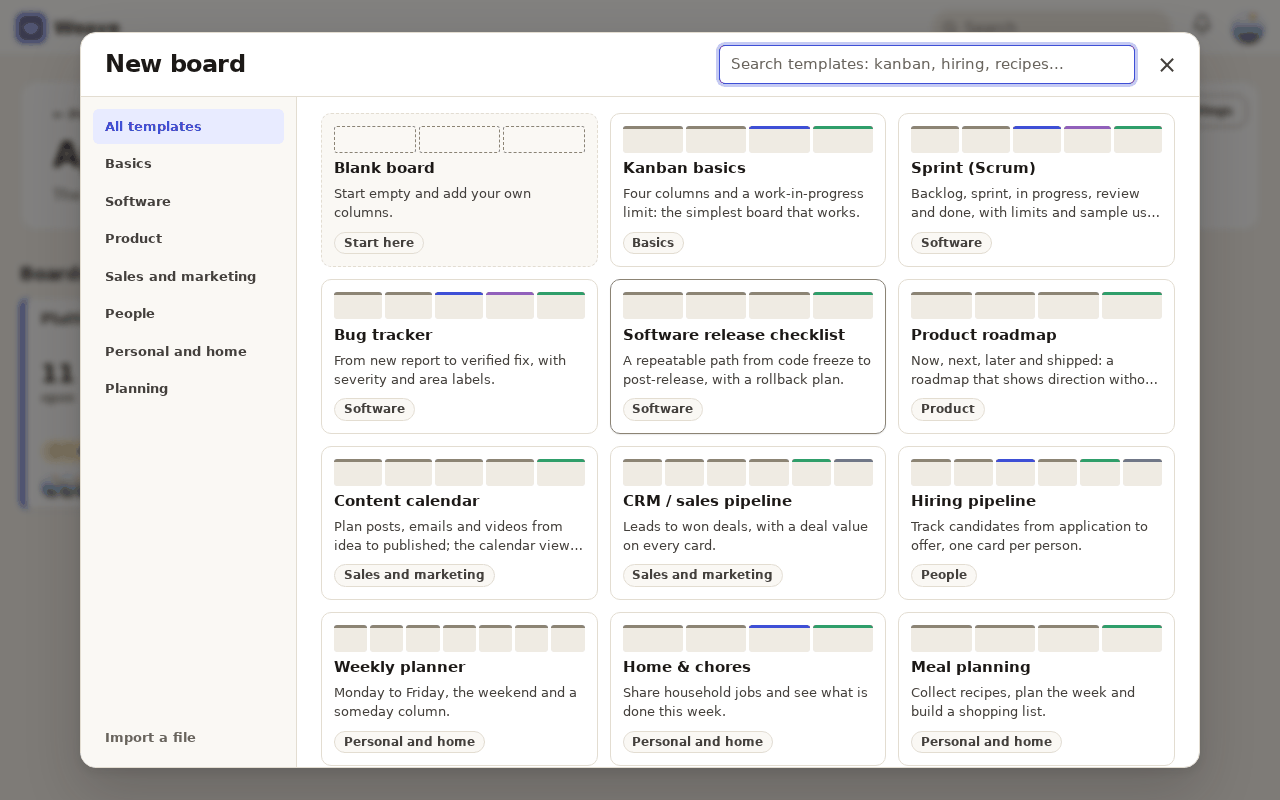 Weave
Search
New board
Search templates: kanban, hiring, recipes...
All templates
Basics
Software
Product
Sales and marketing
People
Personal and home
Planning
Import a file
Blank board
Start empty and add your own
columns.
Start here
Kanban basics
Four columns and a work-in-progress
limit: the simplest board that works.
Basics
Sprint (Scrum)
Backlog, sprint, in progress, review
and done, with limits and sample us...
Software
Bug tracker
From new report to verified fix, with
severity and area labels.
Software
Software release checklist
A repeatable path from code freeze to
post-release, with a rollback plan.
Software
Product roadmap
Now, next, later and shipped: a
roadmap that shows direction witho...
Product
Content calendar
Plan posts, emails and videos from
idea to published; the calendar view...
Sales and marketing
CRM / sales pipeline
Leads to won deals, with a deal value
on every card.
Sales and marketing
Hiring pipeline
Track candidates from application to
offer, one card per person.
People
Weekly planner
Monday to Friday, the weekend and a
someday column.
Personal and home
Home & chores
Share household jobs and see what is
done this week.
Personal and home
Meal planning
Collect recipes, plan the week and
build a shopping list.
Personal and home
Board
11
open